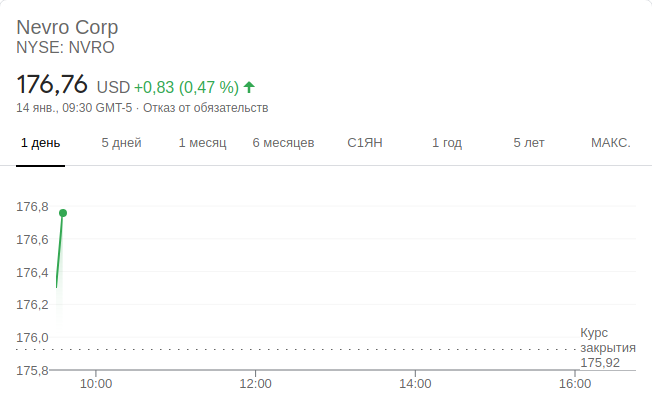 Nevro Corp
NYSE: NVRO
176,76 USD +0,83 (0,47 %)
14 янв., 09:30 GMT-5 · Отказ от обязательств
1 день 5 дней 1 месяц 6 месяцев С1ЯН 1 год 5 лет МАКС.
176,8
176,6
176,4
176,2
176,0
175,8
Курс
закрытия
175,92
10:00 12:00 14:00 16:00